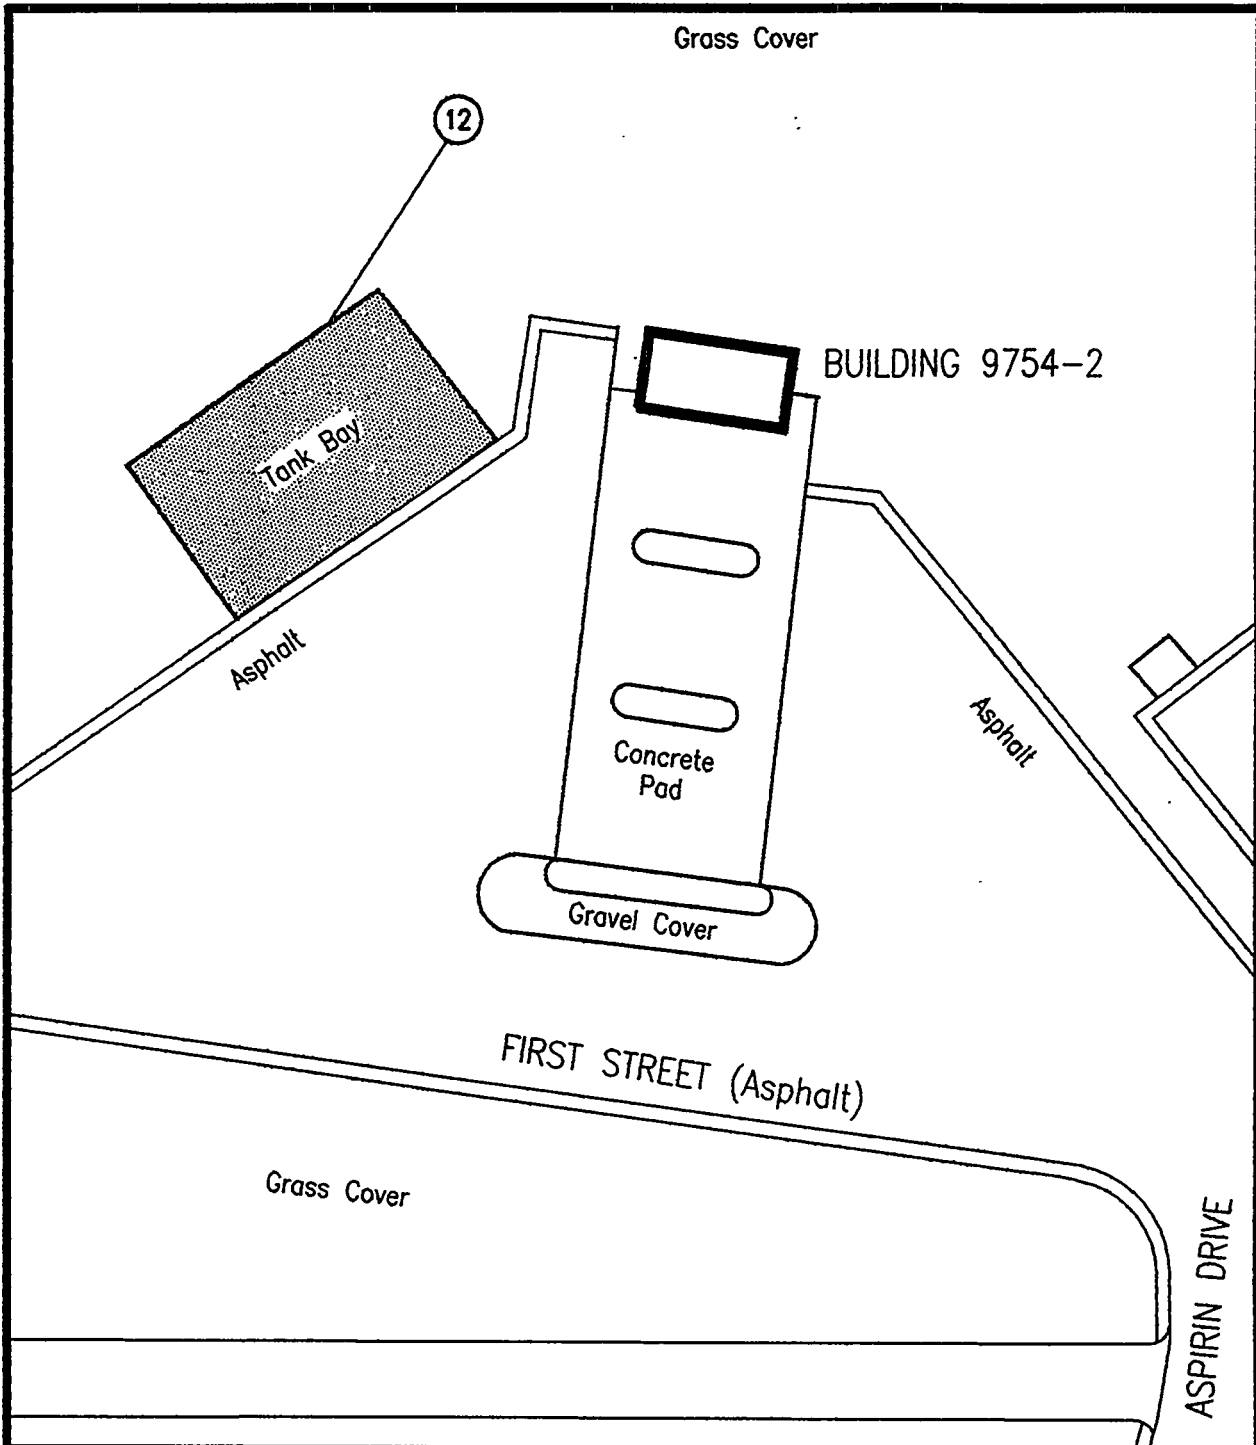 Grass Cover
12
BUILDING 9754-2
Tank Bay
Asphalt
Asphalt
Concrete
Pad
Gravel Cover
FIRST STREET (Asphalt)
Grass Cover
ASPIRIN DRIVE